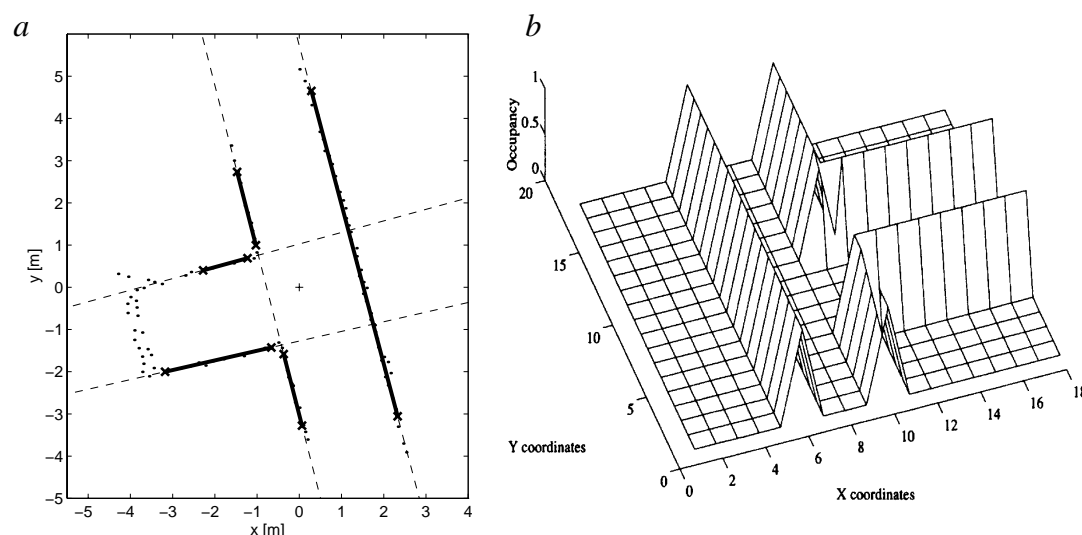 a
5
4
3
2
1
0
−1
−2
−3
−4
−5
y [m]
−5 −4 −3 −2 −1 0 1 2 3 4
x [m]
b
1
0.5
0
Occupancy
20
15
10
5
0
Y coordinates
0 2 4 6 8 10 12 14 16 18
X coordinates